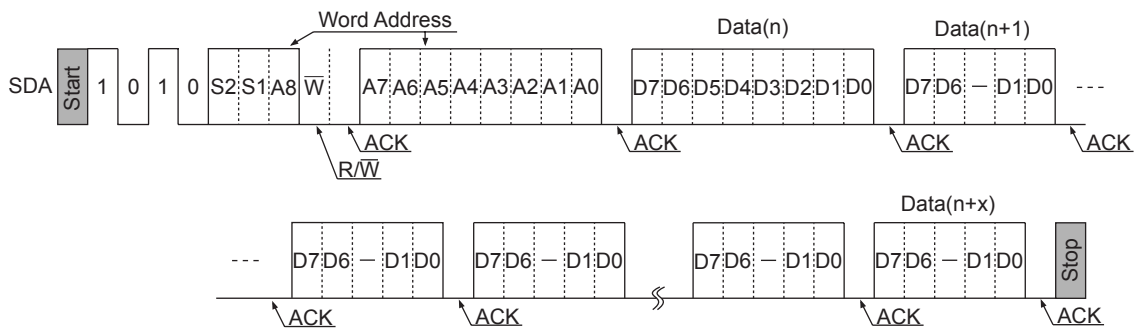 Word Address
Data(n) Data(n+1)
SDA Start 1 0 1 0 S2 S1 A8 W̅ A7 A6 A5 A4 A3 A2 A1 A0 D7 D6 D5 D4 D3 D2 D1 D0 D7 D6 — D1 D0 ---
ACK ACK ACK ACK
R/W̅
Data(n+x)
--- D7 D6 — D1 D0 D7 D6 — D1 D0 D7 D6 — D1 D0 D7 D6 — D1 D0 Stop
ACK ACK ACK ACK